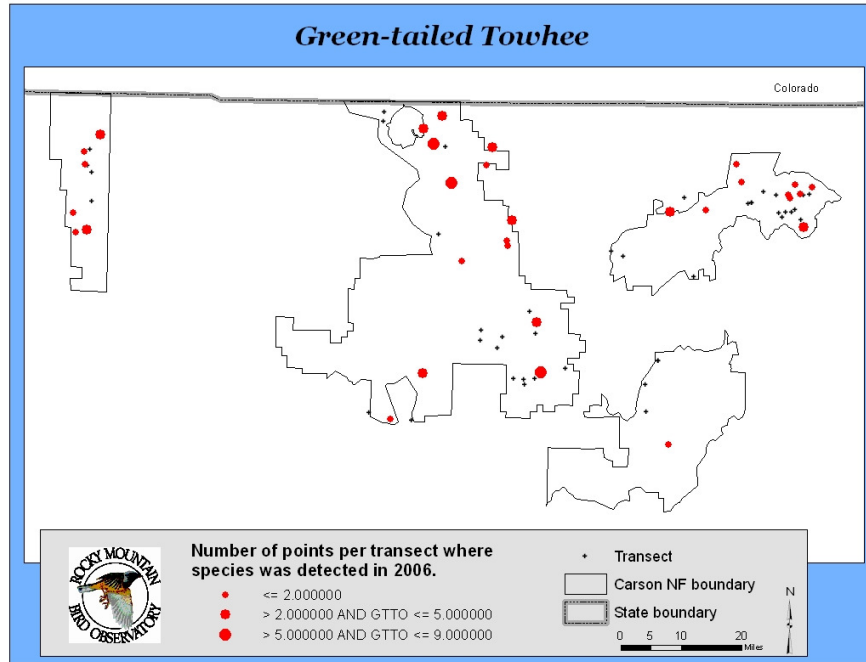 Green-tailed Towhee
Colorado
ROCKY MOUNTAIN
BIRD OBSERVATORY
Number of points per transect where
species was detected in 2006.
<= 2.000000
> 2.000000 AND GTTO <= 5.000000
> 5.000000 AND GTTO <= 9.000000
Transect
Carson NF boundary
State boundary
N
0 5 10 20
Miles